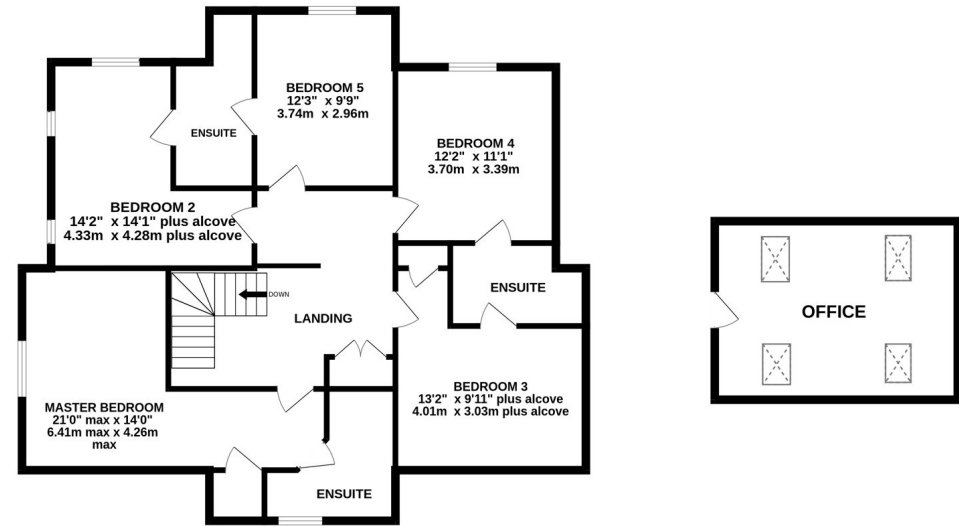 BEDROOM 5
12'3" x 9'9"
3.74m x 2.96m
ENSUITE
BEDROOM 4
12'2" x 11'1"
3.70m x 3.39m
BEDROOM 2
14'2" x 14'1" plus alcove
4.33m x 4.28m plus alcove
ENSUITE
DOWN
LANDING
OFFICE
BEDROOM 3
13'2" x 9'11" plus alcove
4.01m x 3.03m plus alcove
MASTER BEDROOM
21'0" max x 14'0"
6.41m max x 4.26m
max
ENSUITE